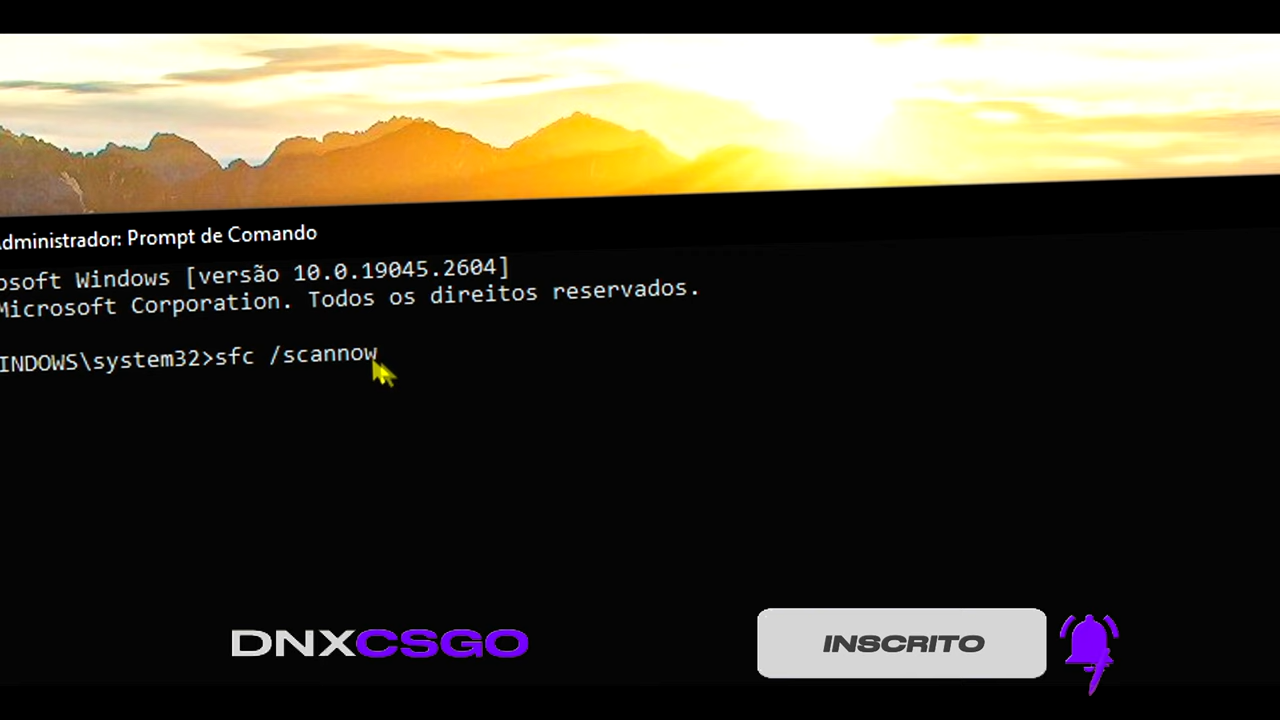 dministrador: Prompt de Comando
osoft Windows [versão 10.0.19045.2604]
Microsoft Corporation. Todos os direitos reservados.
INDOWS\system32>sfc /scannow
DNXCSGO
INSCRITO